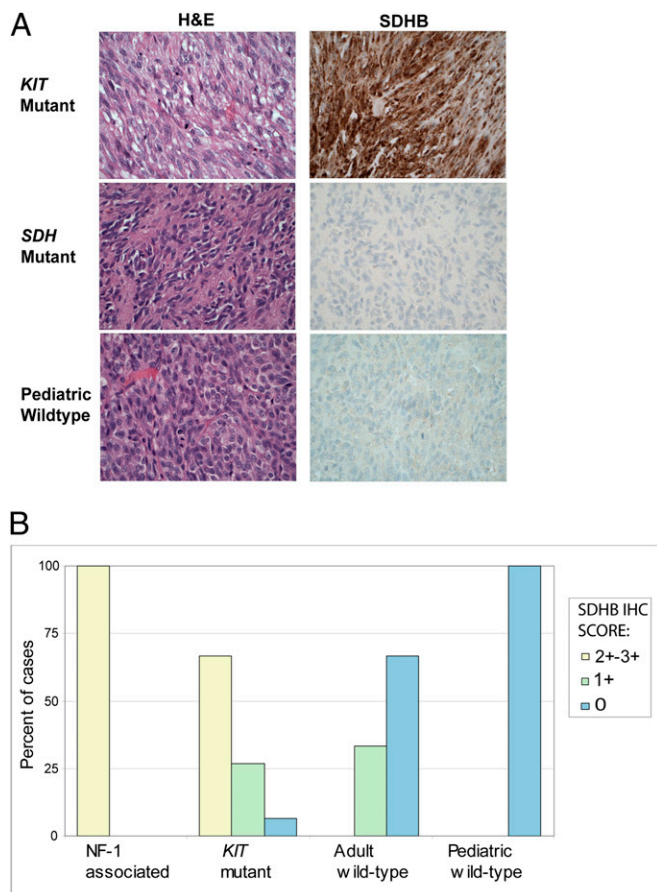 A
H&E
SDHB
KIT
Mutant
SDH
Mutant
Pediatric
Wildtype
B
Percent of cases
100
75
50
25
0
NF-1
associated
KIT
mutant
Adult
wild-type
Pediatric
wild-type
SDHB IHC
SCORE:
2+-3+
1+
0